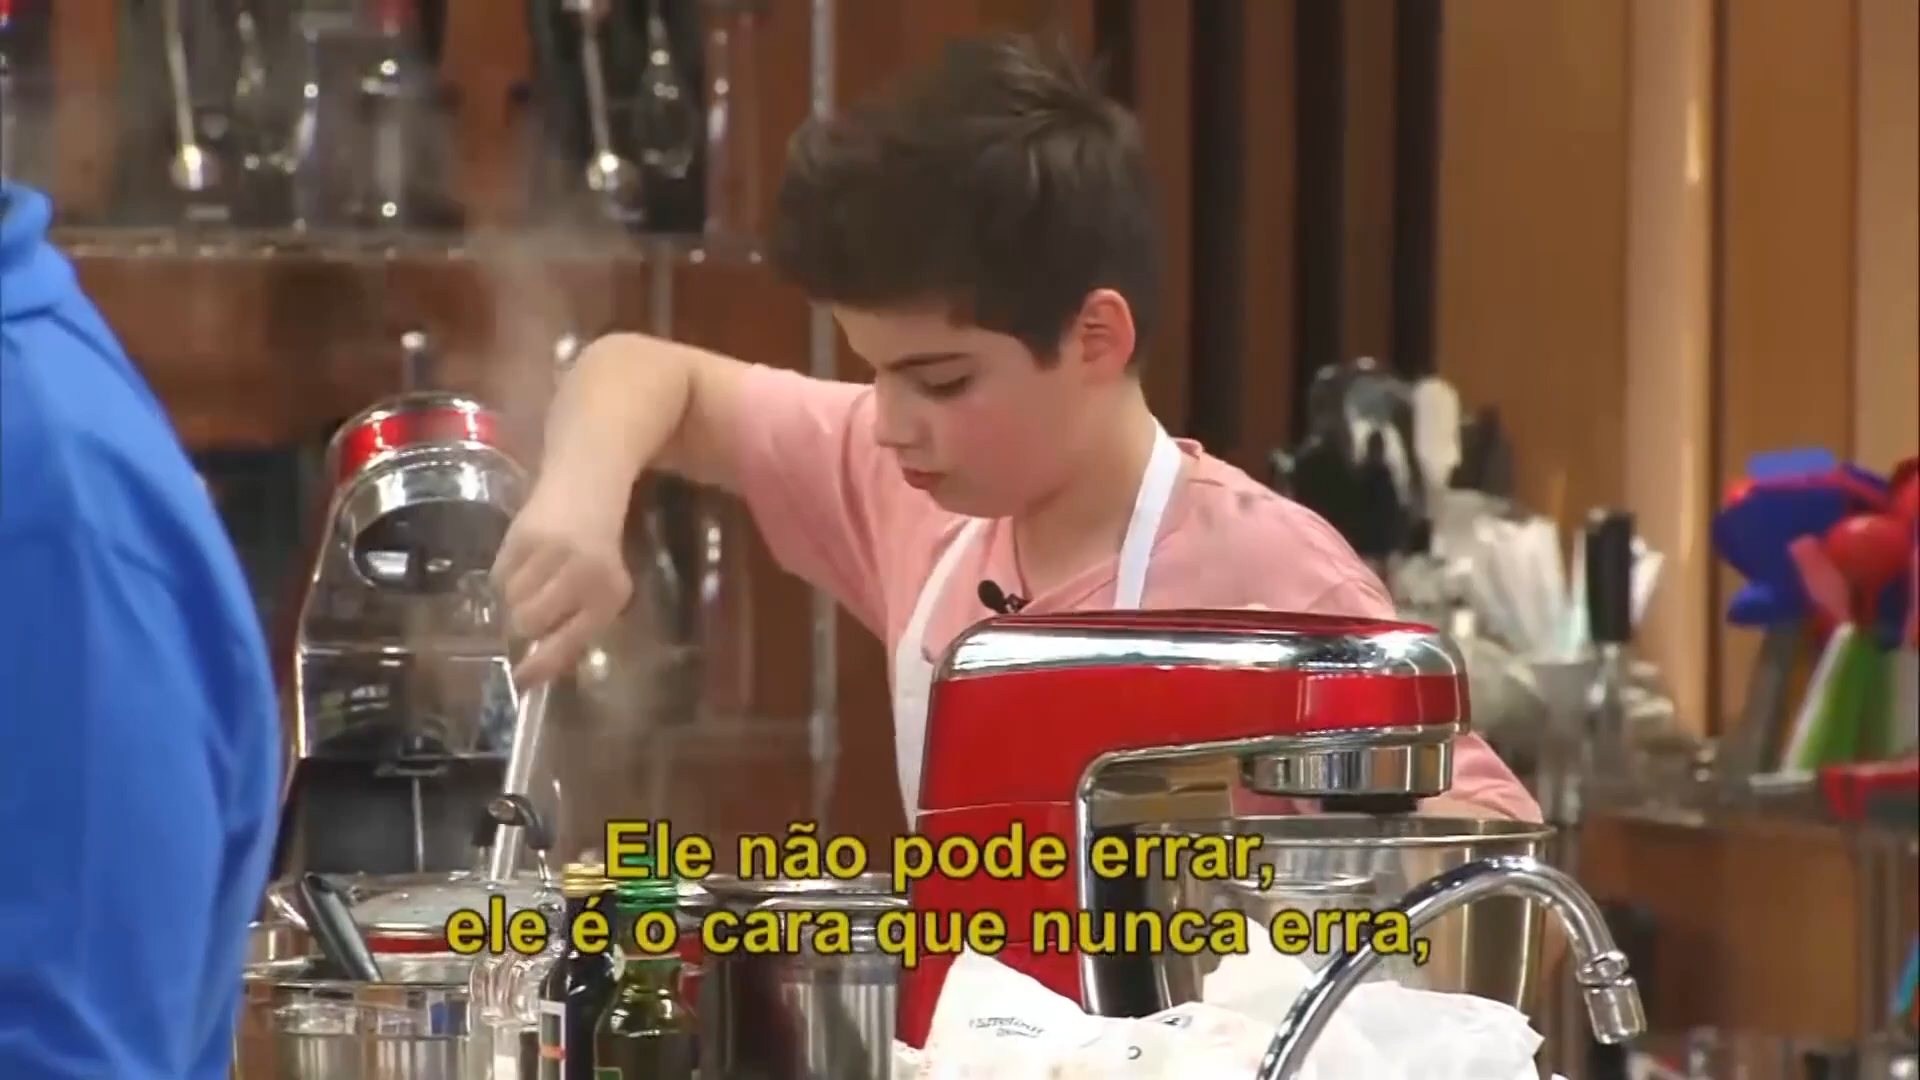 Ele não pode errar,
ele é o cara que nunca erra,